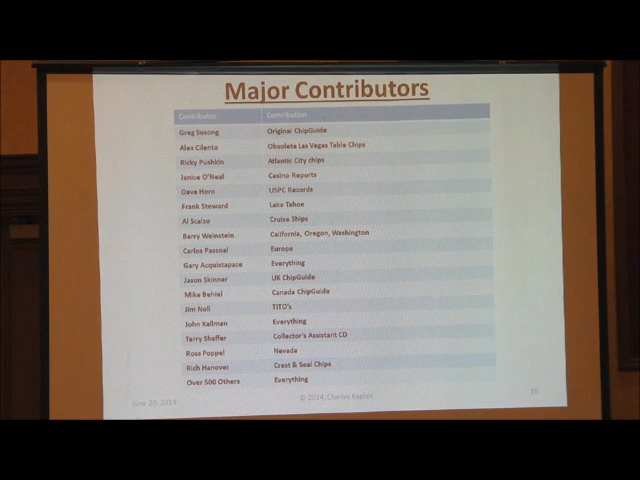 Major Contributors
Contributor Contribution
Greg Susong Original ChipGuide
Alex Cilento Obsolete Las Vegas Table Chips
Ricky Pushkin Atlantic City chips
Janice O'Neal Casino Reports
Dave Horn USPC Records
Frank Steward Lake Tahoe
Al Scalzo Cruise Ships
Barry Weinstein California, Oregon, Washington
Carlos Pascoal Europe
Gary Acquistapace Everything
Jason Skinner UK ChipGuide
Mike Behiel Canada ChipGuide
Jim Noll TITO's
John Kallman Everything
Terry Shaffer Collector's Assistant CD
Ross Poppel Nevada
Rich Hanover Crest & Seal Chips
Over 500 Others Everything
June 20, 2014 © 2014, Charles Kaplan